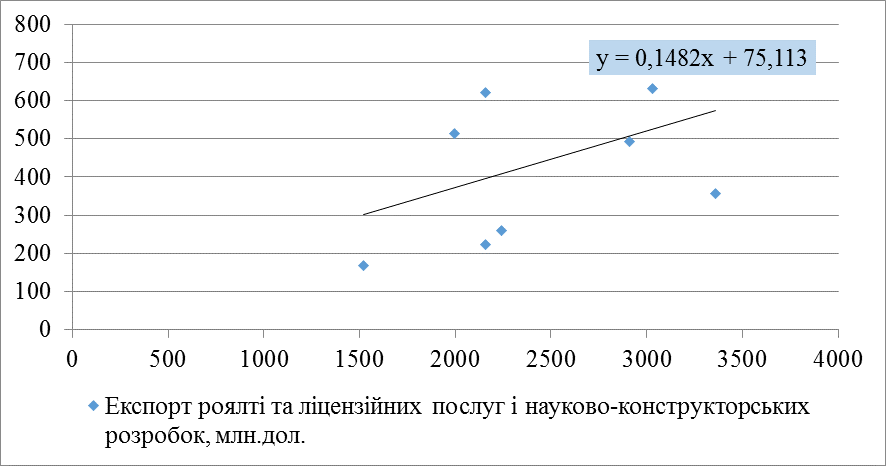 800
700
600
500
400
300
200
100
0
y = 0,1482x + 75,113
0 500 1000 1500 2000 2500 3000 3500 4000
Експорт роялті та ліцензійних послуг і науково-конструкторських
розробок, млн.дол.